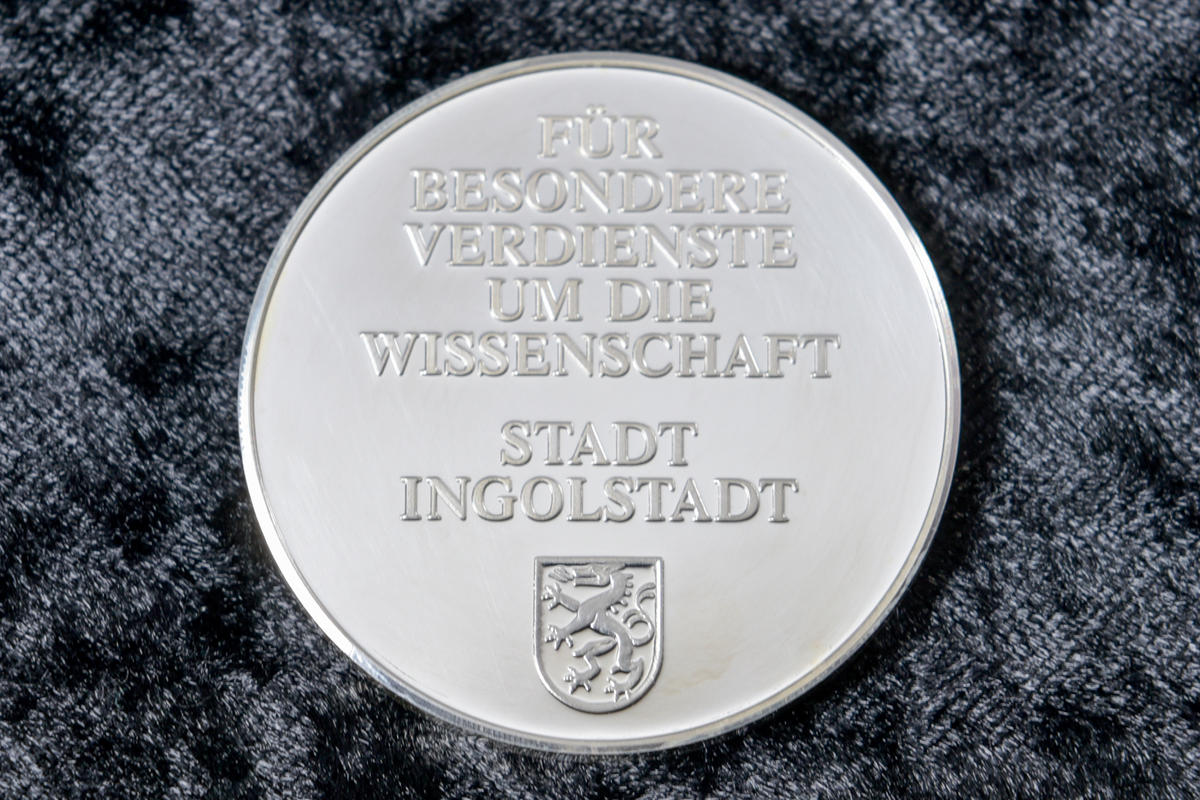 FÜR
BESONDERE
VERDIENSTE
UM DIE
WISSENSCHAFT
STADT
INGOLSTADT